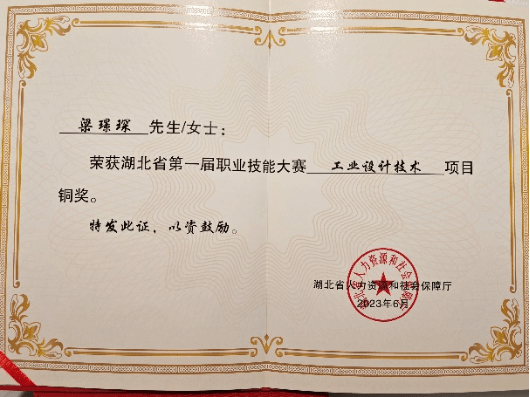 梁璟琛 先生/女士：
荣获湖北省第一届职业技能大赛 工业设计技术 项目
铜奖。
特发此证，以资鼓励。
湖北省人力资源和社会保障厅
2023年6月